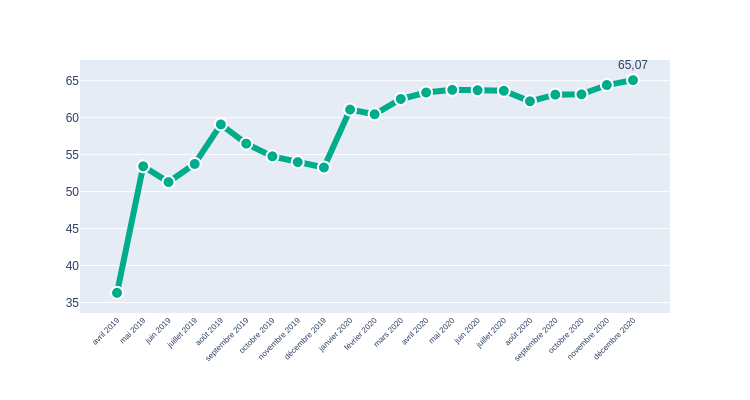 65,07
65
60
55
50
45
40
35
avril 2019
mai 2019
juin 2019
juillet 2019
août 2019
septembre 2019
octobre 2019
novembre 2019
décembre 2019
janvier 2020
février 2020
mars 2020
avril 2020
mai 2020
juin 2020
juillet 2020
août 2020
septembre 2020
octobre 2020
novembre 2020
décembre 2020